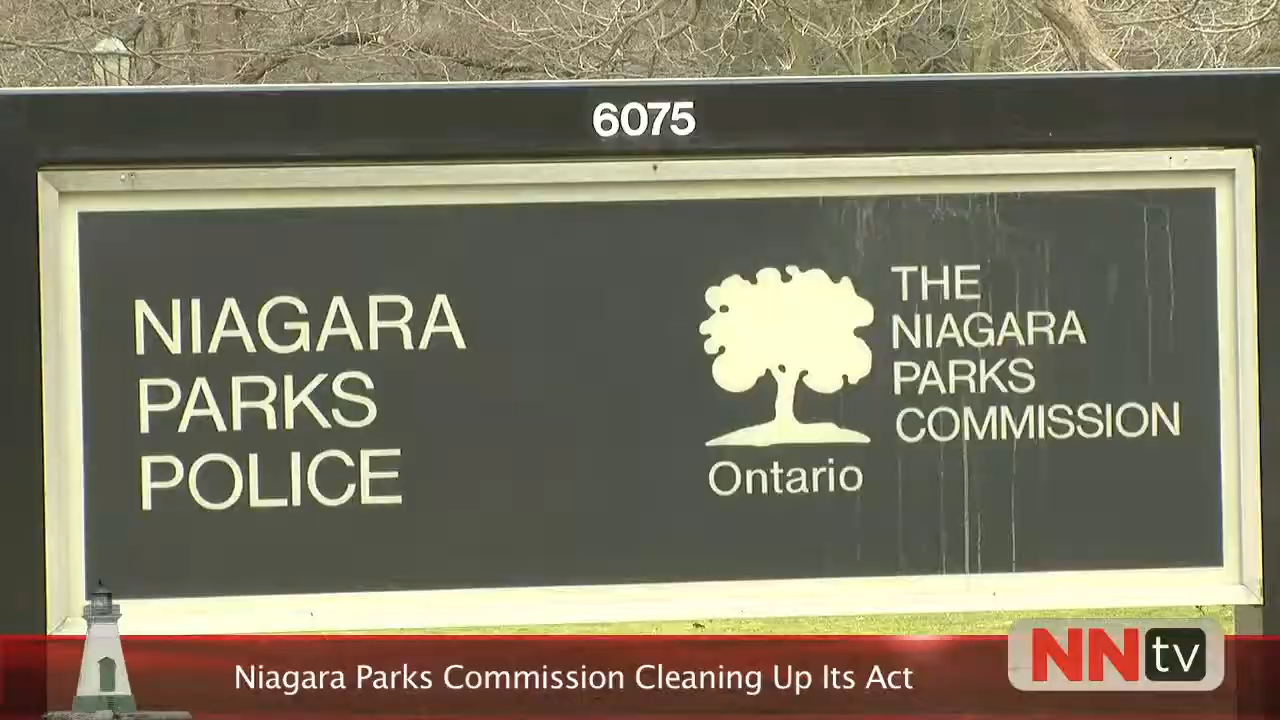 6075
NIAGARA
PARKS
POLICE
THE
NIAGARA
PARKS
COMMISSION
Ontario
Niagara Parks Commission Cleaning Up Its Act
NNtv